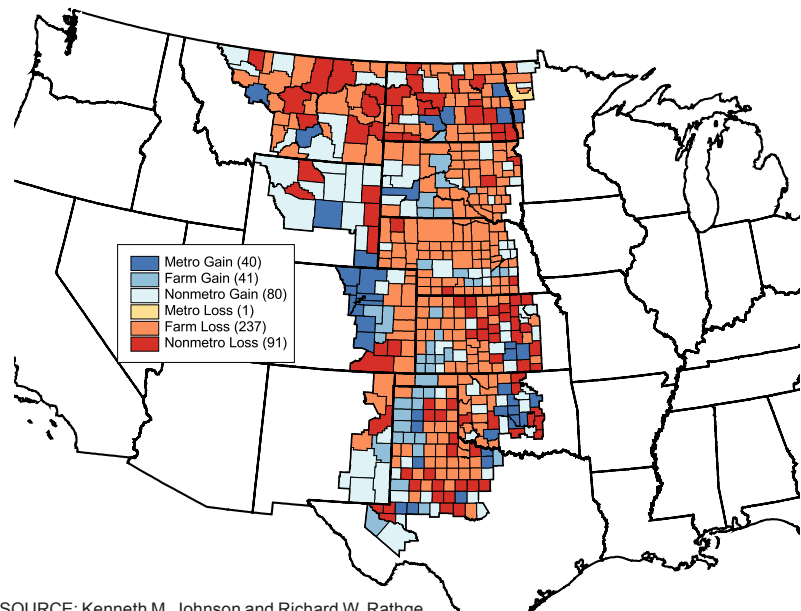 Metro Gain (40)
Farm Gain (41)
Nonmetro Gain (80)
Metro Loss (1)
Farm Loss (237)
Nonmetro Loss (91)
SOURCE: Kenneth M. Johnson and Richard W. Rathge